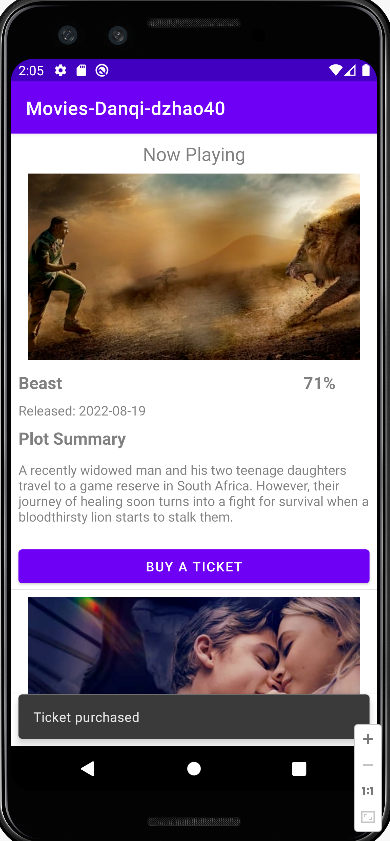 2:05
Movies-Danqi-dzhao40
Now Playing
Beast 71%
Released: 2022-08-19
Plot Summary
A recently widowed man and his two teenage daughters
travel to a game reserve in South Africa. However, their
journey of healing soon turns into a fight for survival when a
bloodthirsty lion starts to stalk them.
BUY A TICKET
Ticket purchased
1:1